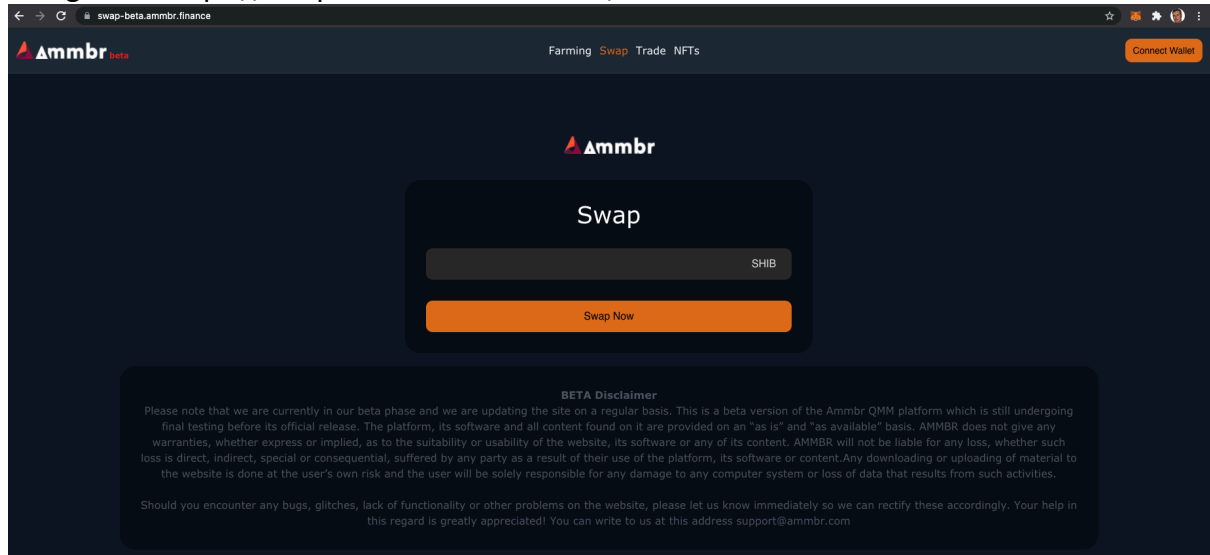 swap-beta.ammbr.finance
Ammbr beta
Farming Swap Trade NFTs
Connect Wallet
Ammbr
Swap
SHIB
Swap Now
BETA Disclaimer
Please note that we are currently in our beta phase and we are updating the site on a regular basis. This is a beta version of the Ammbr QMM platform which is still undergoing
final testing before its official release. The platform, its software and all content found on it are provided on an "as is" and "as available" basis. AMMBR does not give any
warranties, whether express or implied, as to the suitability or usability of the website, its software or any of its content. AMMBR will not be liable for any loss, whether such
loss is direct, indirect, special or consequential, suffered by any party as a result of their use of the platform, its software or content.Any downloading or uploading of material to
the website is done at the user's own risk and the user will be solely responsible for any damage to any computer system or loss of data that results from such activities.
Should you encounter any bugs, glitches, lack of functionality or other problems on the website, please let us know immediately so we can rectify these accordingly. Your help in
this regard is greatly appreciated! You can write to us at this address support@ammbr.com